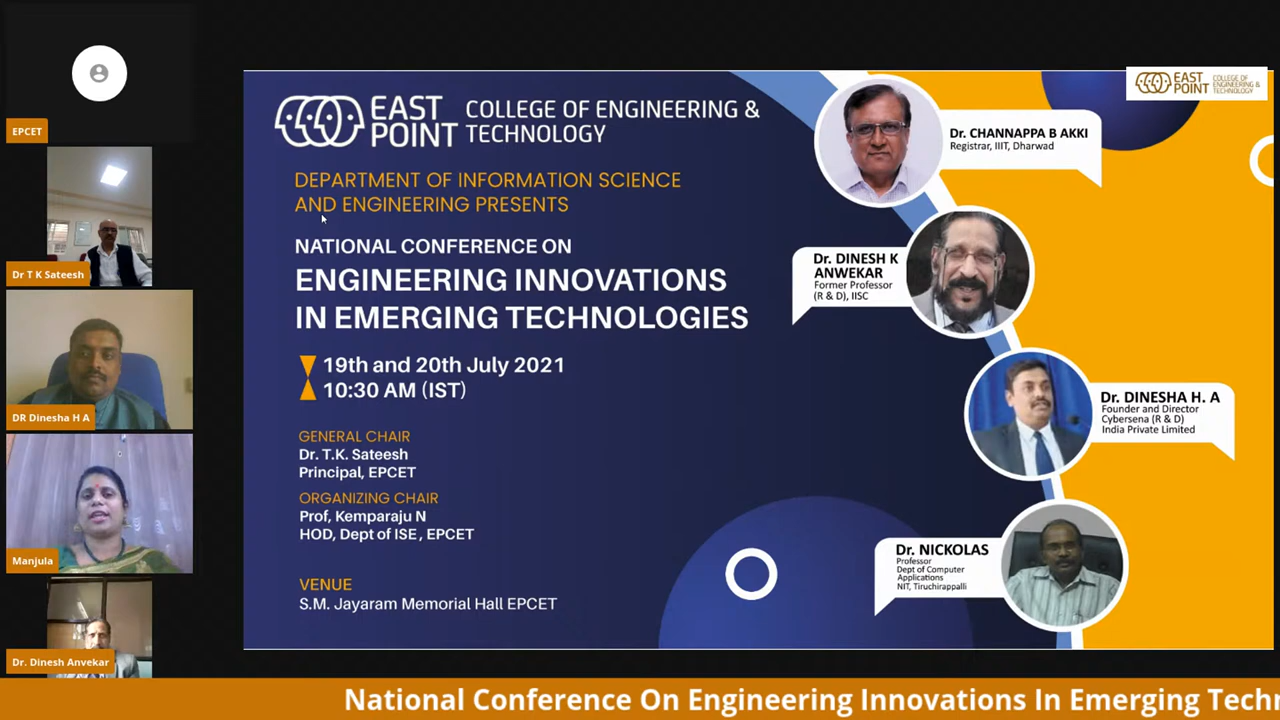 EPCET
Dr T K Sateesh
DR Dinesha H A
Manjula
Dr. Dinesh Anvekar
EAST
POINT
COLLEGE OF ENGINEERING &
TECHNOLOGY
DEPARTMENT OF INFORMATION SCIENCE
AND ENGINEERING PRESENTS
NATIONAL CONFERENCE ON
ENGINEERING INNOVATIONS
IN EMERGING TECHNOLOGIES
19th and 20th July 2021
10:30 AM (IST)
GENERAL CHAIR
Dr. T.K. Sateesh
Principal, EPCET
ORGANIZING CHAIR
Prof, Kemparaju N
HOD, Dept of ISE , EPCET
VENUE
S.M. Jayaram Memorial Hall EPCET
Dr. CHANNAPPA B AKKI
Registrar, IIIT, Dharwad
Dr. DINESH K
ANWEKAR
Former Professor
(R & D), IISC
Dr. DINESHA H. A
Founder and Director
Cybersena (R & D)
India Private Limited
Dr. NICKOLAS
Professor
Dept of Computer
Applications
NIT, Tiruchirappalli
EAST
POINT
COLLEGE OF
ENGINEERING &
TECHNOLOGY
National Conference On Engineering Innovations In Emerging Techn